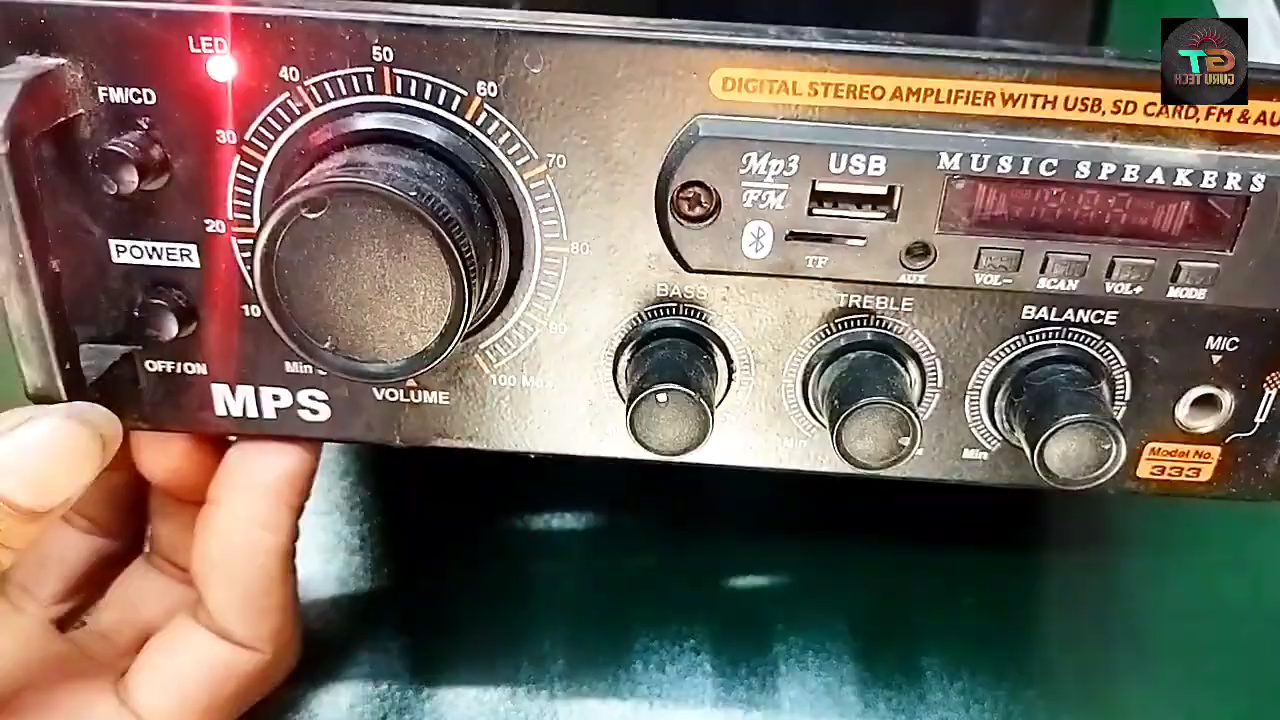 LED
FM/CD
POWER
OFF/ON
MPS
10
20
30
40
50
60
70
80
90
100 Max
Min
VOLUME
DIGITAL STEREO AMPLIFIER WITH USB, SD CARD, FM & AU
Mp3
FM
USB
TF
AUX
MUSIC SPEAKERS
VOL-
SCAN
VOL+
MODE
BASS
TREBLE
Min
BALANCE
Min
MIC
Model No.
333
GT
GURU TECH